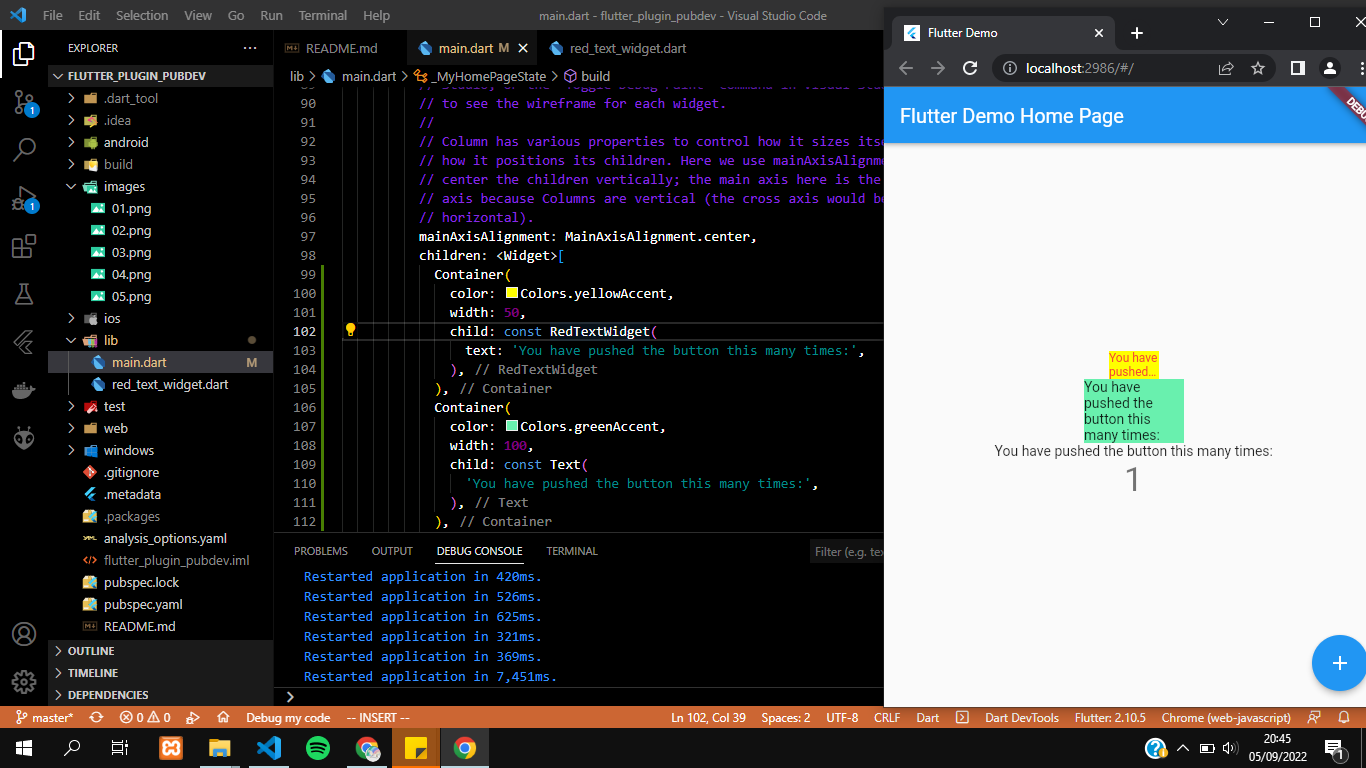 File Edit Selection View Go Run Terminal Help main.dart - flutter_plugin_pubdev - Visual Studio Code
EXPLORER
FLUTTER_PLUGIN_PUBDEV
.dart_tool
.idea
android
build
images
01.png
02.png
03.png
04.png
05.png
ios
lib
main.dart M
red_text_widget.dart
test
web
windows
.gitignore
.metadata
.packages
analysis_options.yaml
flutter_plugin_pubdev.iml
pubspec.lock
pubspec.yaml
README.md
OUTLINE
TIMELINE
DEPENDENCIES
1
1
README.md main.dart M red_text_widget.dart
lib > main.dart > _MyHomePageState > build
90 // to see the wireframe for each widget.
91 //
92 // Column has various properties to control how it sizes its
93 // how it positions its children. Here we use mainAxisAlignm
94 // center the children vertically; the main axis here is the
95 // axis because Columns are vertical (the cross axis would b
96 // horizontal).
97 mainAxisAlignment: MainAxisAlignment.center,
98 children: <Widget>[
99 Container(
100 color: Colors.yellowAccent,
101 width: 50,
102 child: const RedTextWidget(
103 text: 'You have pushed the button this many times:',
104 ), // RedTextWidget
105 ), // Container
106 Container(
107 color: Colors.greenAccent,
108 width: 100,
109 child: const Text(
110 'You have pushed the button this many times:',
111 ), // Text
112 ), // Container
PROBLEMS OUTPUT DEBUG CONSOLE TERMINAL Filter (e.g. te
Restarted application in 420ms.
Restarted application in 526ms.
Restarted application in 625ms.
Restarted application in 321ms.
Restarted application in 369ms.
Restarted application in 7,451ms.
Flutter Demo
localhost:2986/#/
Flutter Demo Home Page
DEBU
You have
pushed...
You have
pushed the
button this
many times:
You have pushed the button this many times:
1
master* 0 0 Debug my code -- INSERT -- Ln 102, Col 39 Spaces: 2 UTF-8 CRLF Dart Dart DevTools Flutter: 2.10.5 Chrome (web-javascript)
20:45
05/09/2022
1